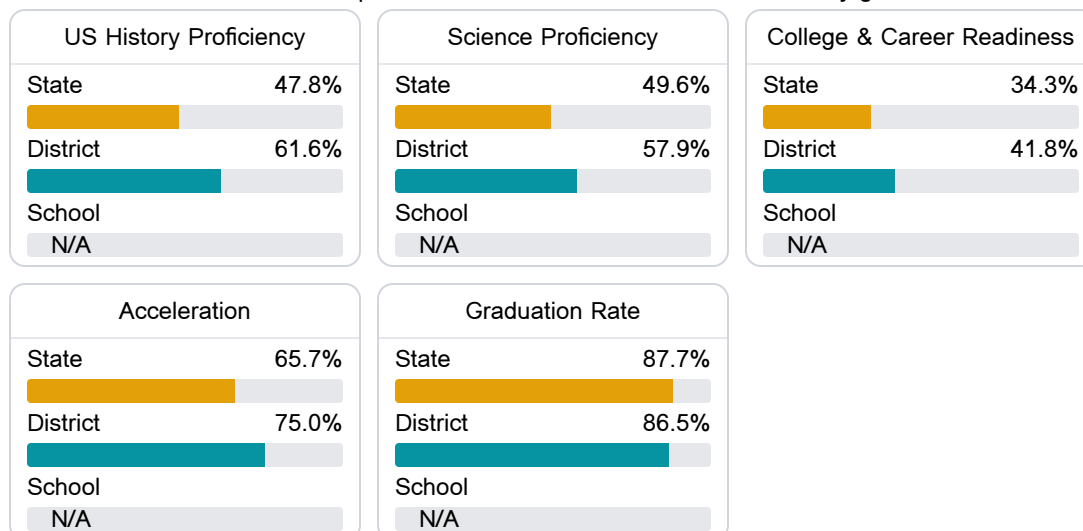 US History Proficiency
State 47.8%
District 61.6%
School
N/A
Science Proficiency
State 49.6%
District 57.9%
School
N/A
College & Career Readiness
State 34.3%
District 41.8%
School
N/A
Acceleration
State 65.7%
District 75.0%
School
N/A
Graduation Rate
State 87.7%
District 86.5%
School
N/A